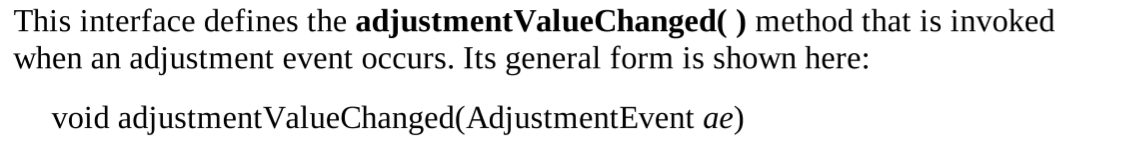 This interface defines the adjustmentValueChanged( ) method that is invoked
when an adjustment event occurs. Its general form is shown here:
void adjustmentValueChanged(AdjustmentEvent ae)